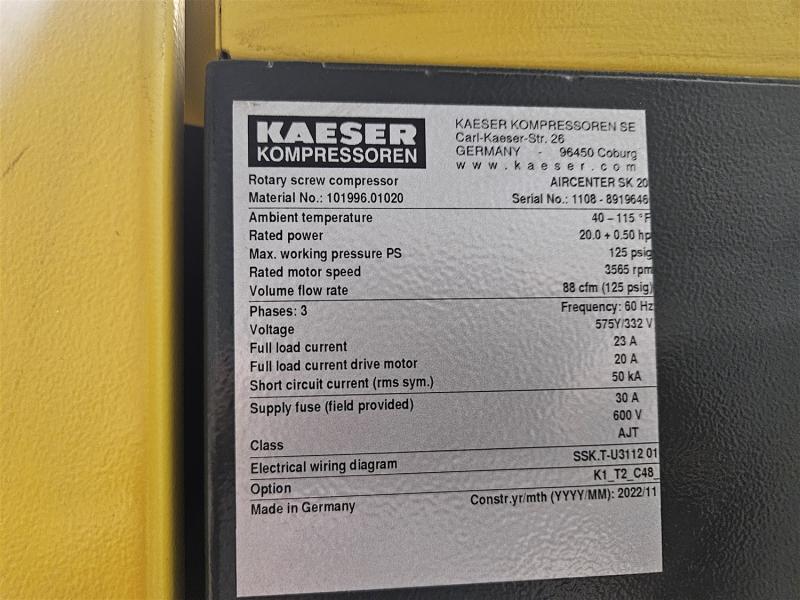 KAESER
KOMPRESSOREN
KAESER KOMPRESSOREN SE
Carl-Kaeser-Str. 26
GERMANY - 96450 Coburg
www.kaeser.com
Rotary screw compressor AIRCENTER SK 20
Material No.: 101996.01020 Serial No.: 1108 - 8919646
Ambient temperature 40 – 115 °F
Rated power 20.0 + 0.50 hp
Max. working pressure PS 125 psig
Rated motor speed 3565 rpm
Volume flow rate 88 cfm (125 psig)
Phases: 3 Frequency: 60 Hz
Voltage 575Y/332 V
Full load current 23 A
Full load current drive motor 20 A
Short circuit current (rms sym.) 50 kA
Supply fuse (field provided) 30 A
600 V
Class AJT
Electrical wiring diagram SSK.T-U3112 01
Option K1_T2_C48_
Made in Germany Constr.yr/mth (YYYY/MM): 2022/11